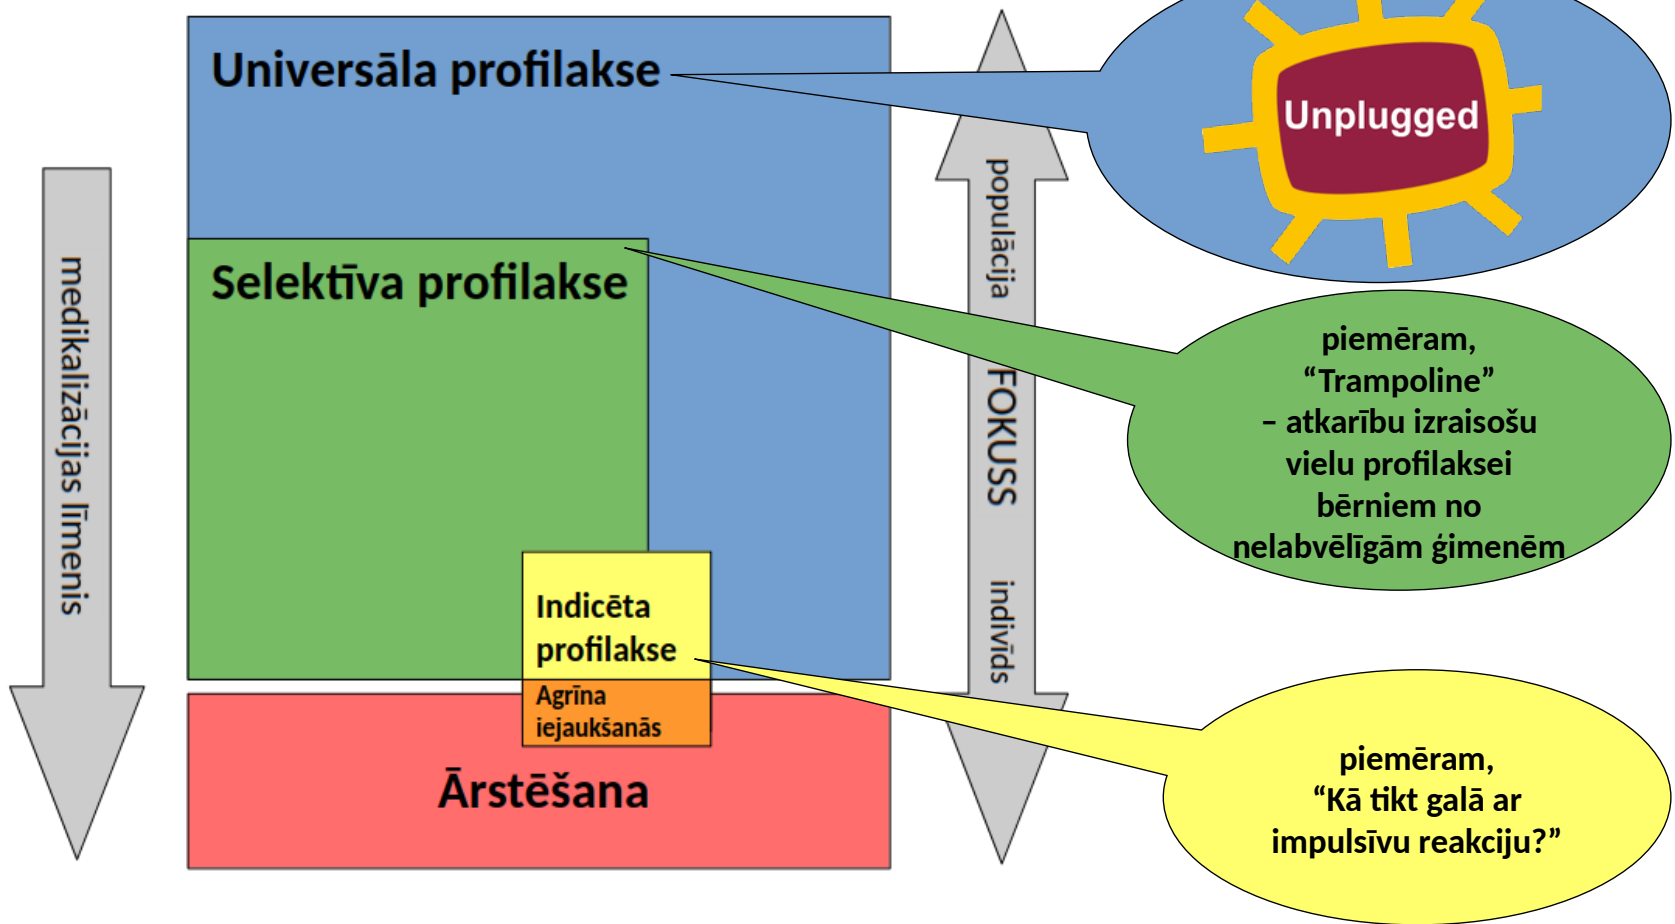 Universāla profilakse
Unplugged
medikalizācijas līmenis
Selektīva profilakse
populācija
FOKUSS
indivīds
piemēram,
“Trampoline”
– atkarību izraisošu
vielu profilaksei
bērniem no
nelabvēlīgām ģimenēm
Indicēta
profilakse
Agrīna
iejaukšanās
Ārstēšana
piemēram,
“Kā tikt galā ar
impulsīvu reakciju?”